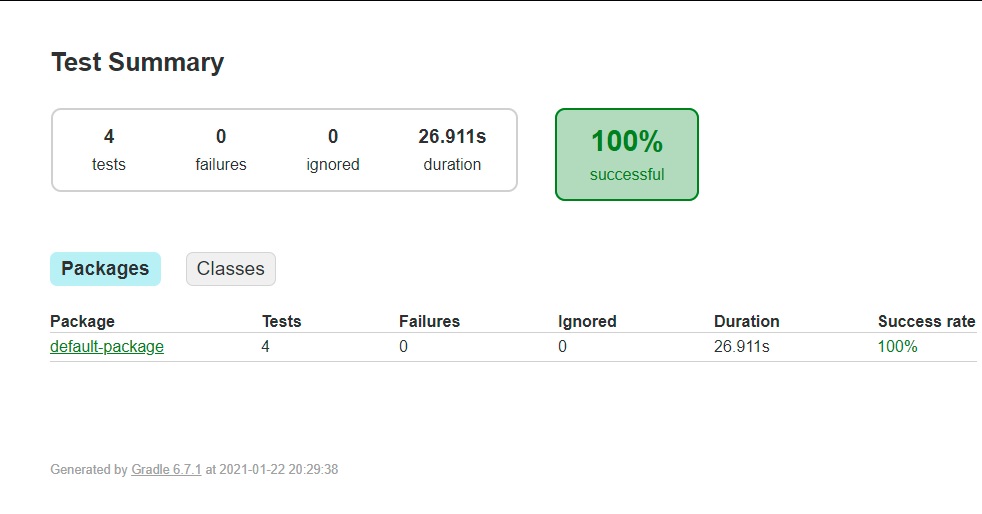 Test Summary
4 0 0 26.911s
tests failures ignored duration
100%
successful
Packages Classes
Package Tests Failures Ignored Duration Success rate
default-package 4 0 0 26.911s 100%
Generated by Gradle 6.7.1 at 2021-01-22 20:29:38